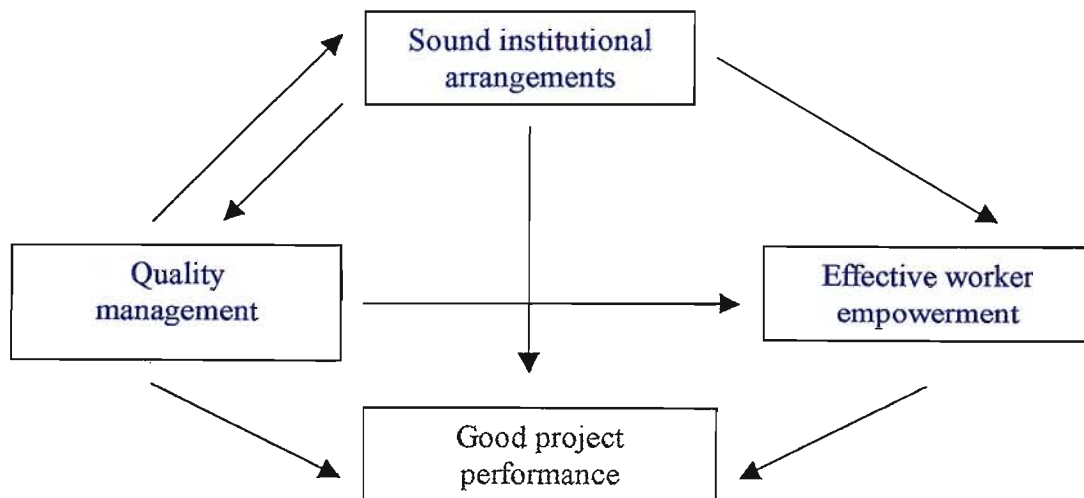 Sound institutional
arrangements
Quality
management
Effective worker
empowerment
Good project
performance